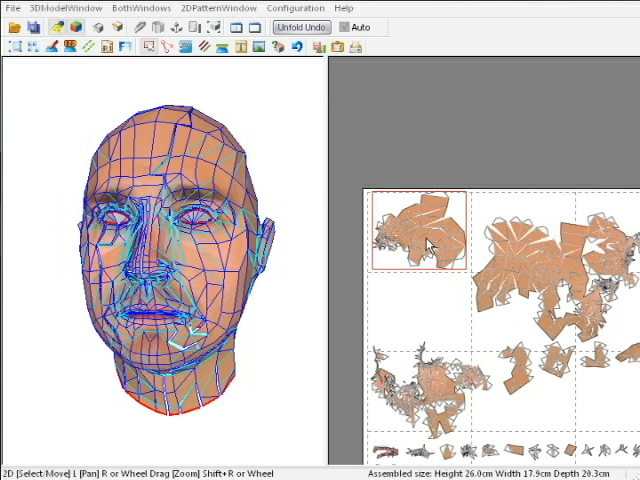 File 3DModelWindow BothWindows 2DPatternWindow Configuration Help
Unfold Undo Auto
2D [Select/Move] L [Pan] R or Wheel Drag [Zoom] Shift+R or Wheel
Assembled size: Height 26.0cm Width 17.9cm Depth 20.3cm